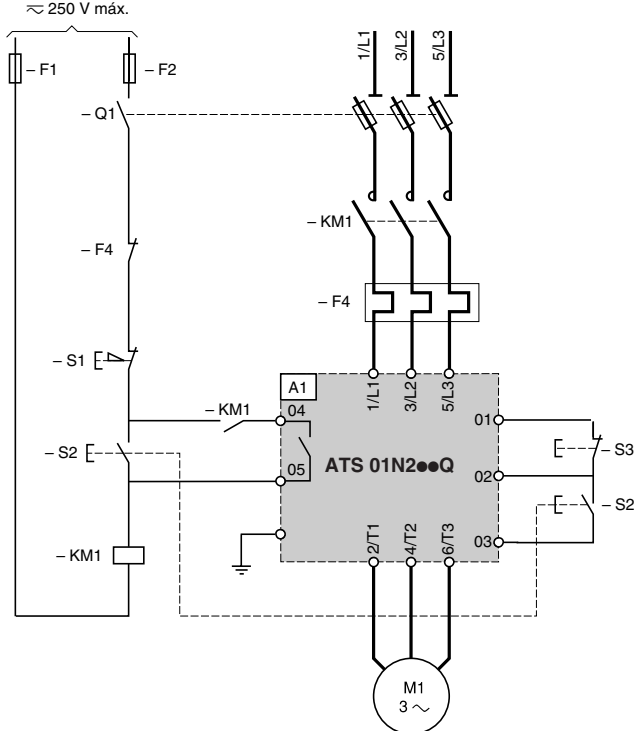 ≂ 250 V máx.
– F1
– F2
1/L1
3/L2
5/L3
– Q1
– KM1
– F4
– F4
– S1
A1
– KM1
04
1/L1
3/L2
5/L3
01
– S2
05
ATS 01N2●●Q
02
– S3
– S2
– KM1
2/T1
4/T2
6/T3
03
M1
3 ~